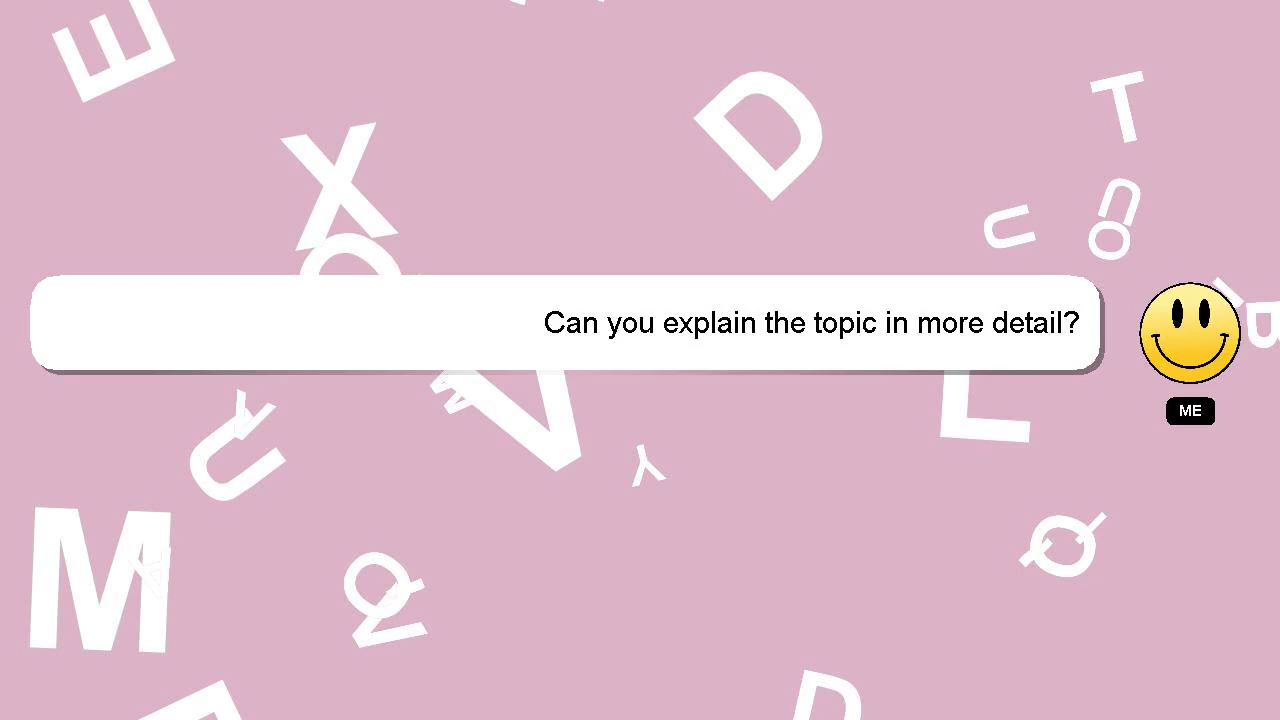 Can you explain the topic in more detail?
ME
E
X
D
T
U
U
O
B
V
L
Y
U
Y
M
Q
D